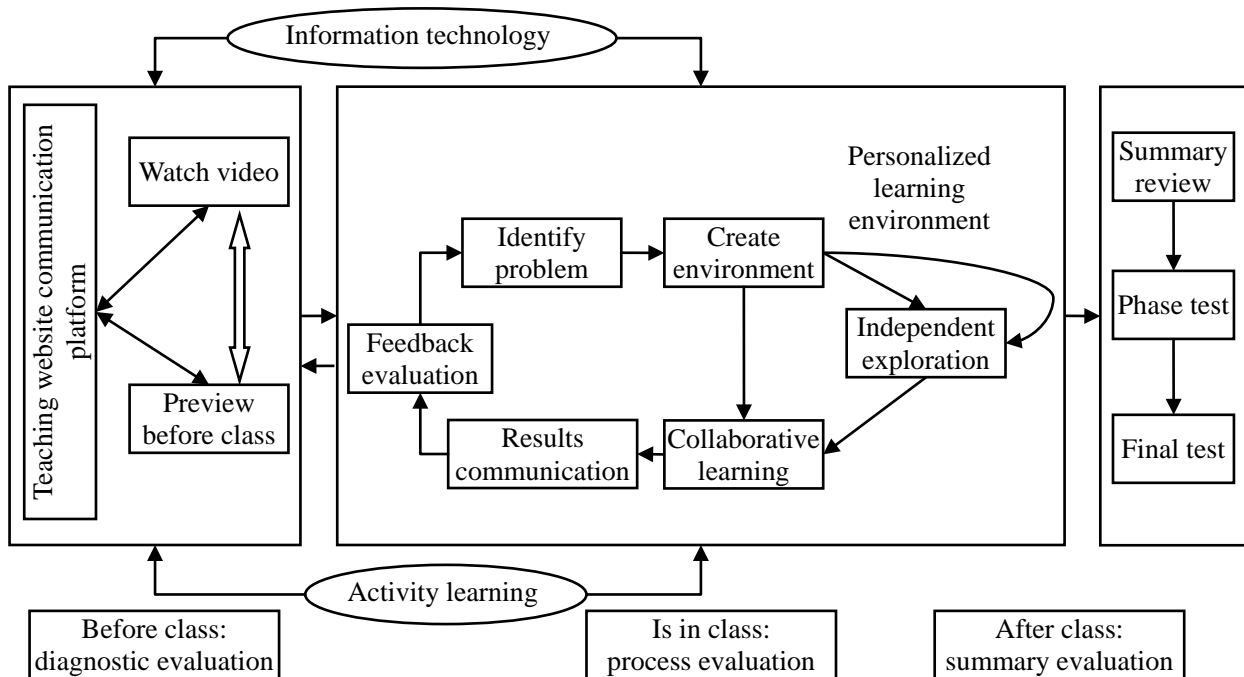 Information technology
Teaching website communication
platform
Watch video
Preview
before class
Personalized
learning
environment
Identify
problem
Create
environment
Independent
exploration
Feedback
evaluation
Results
communication
Collaborative
learning
Summary
review
Phase test
Final test
Activity learning
Before class:
diagnostic evaluation
Is in class:
process evaluation
After class:
summary evaluation